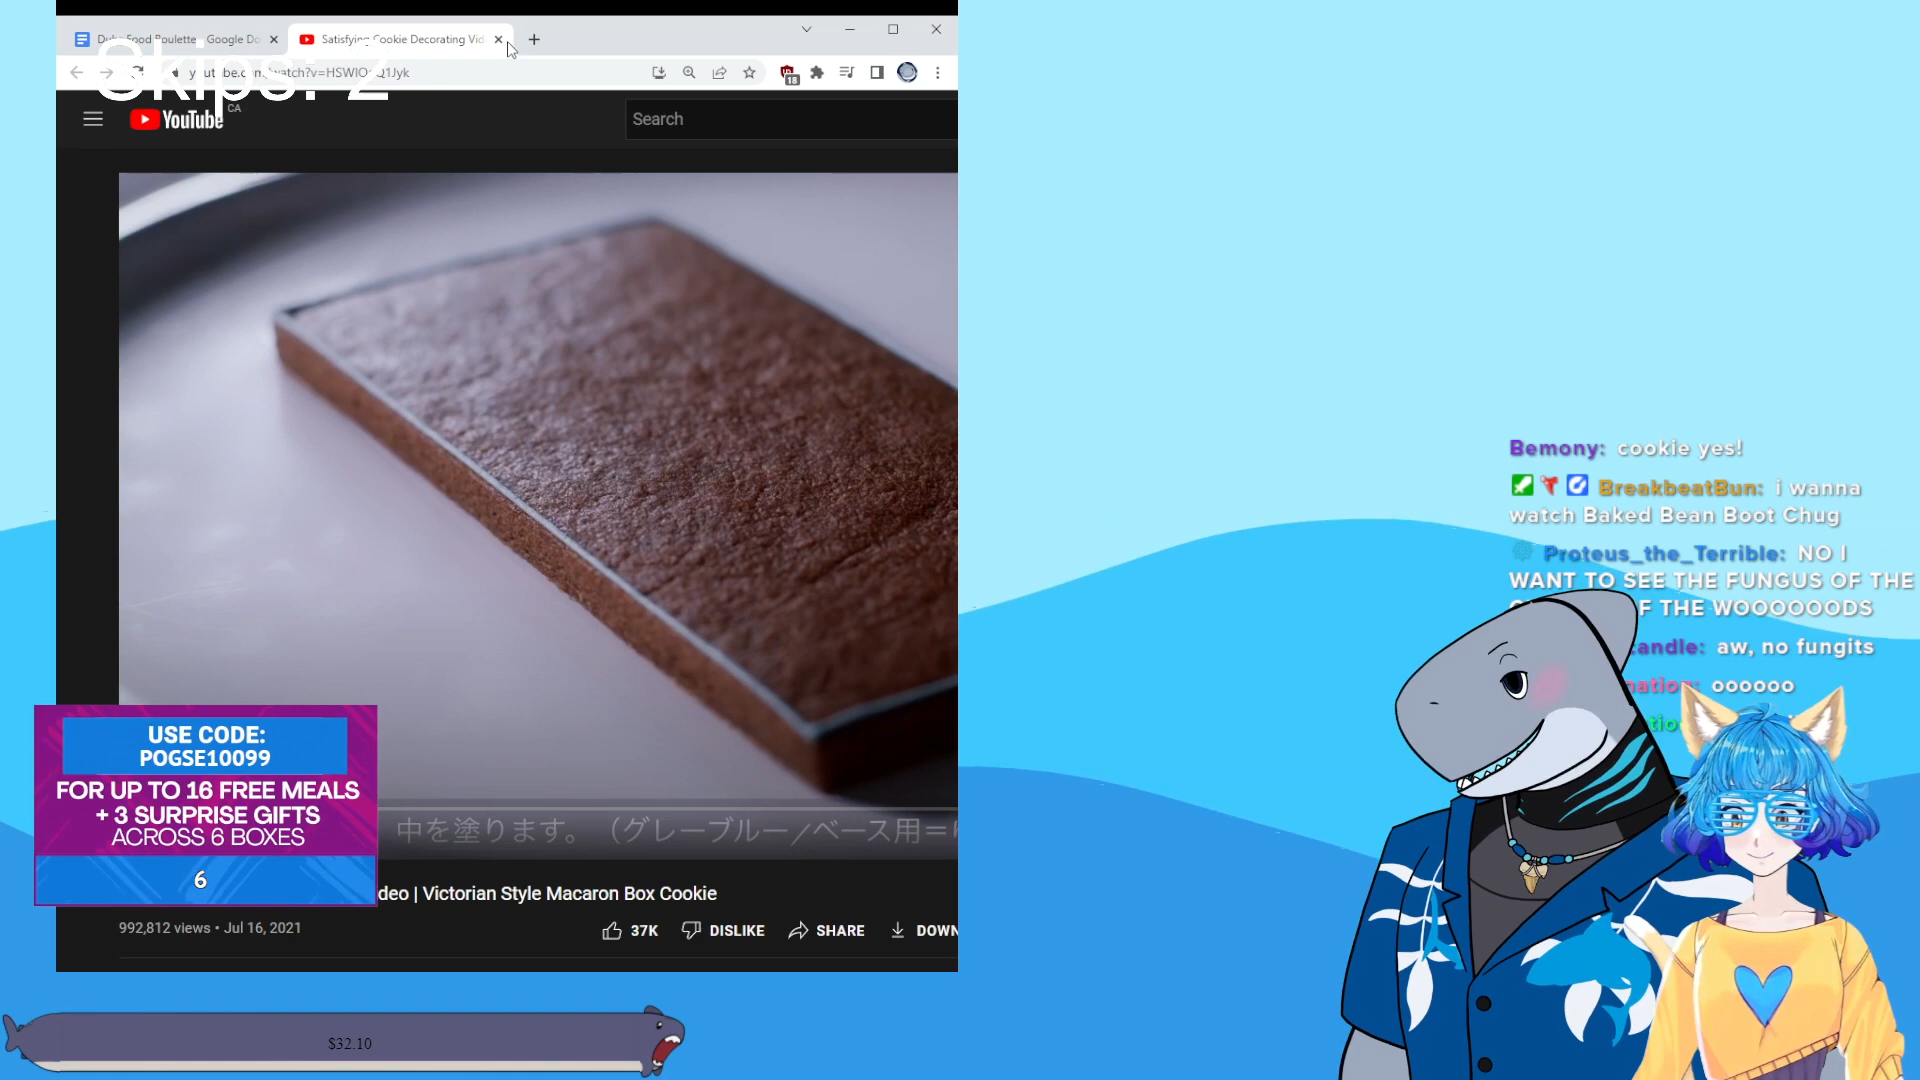 Food Roulette - Google Do
Satisfying Cookie Decorating Vid
Skips: 2
18
YouTube
CA
Search
中を塗ります。（グレーブルー／ベース用＝
deo | Victorian Style Macaron Box Cookie
992,812 views • Jul 16, 2021
37K
DISLIKE
SHARE
DOWN
USE CODE:
POGSE10099
FOR UP TO 16 FREE MEALS
+ 3 SURPRISE GIFTS
ACROSS 6 BOXES
6
$32.10
Bemony: cookie yes!
BreakbeatBun: i wanna
watch Baked Bean Boot Chug
Proteus_the_Terrible: NO I
WANT TO SEE THE FUNGUS OF THE
F THE WOOOOOODS
andle: aw, no fungits
natio oooooo